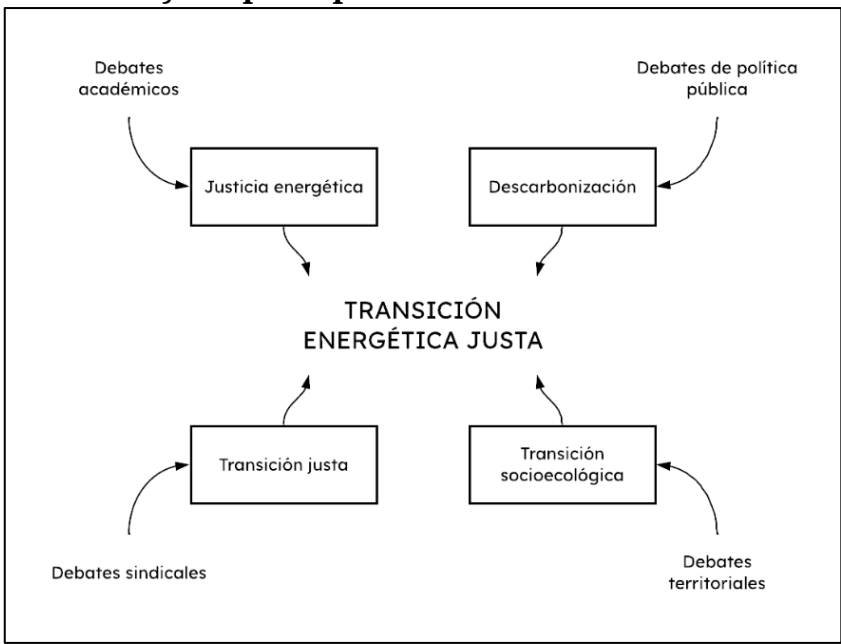 Debates
académicos
Debates de política
pública
Justicia energética
Descarbonización
TRANSICIÓN
ENERGÉTICA JUSTA
Transición justa
Transición
socioecológica
Debates sindicales
Debates
territoriales